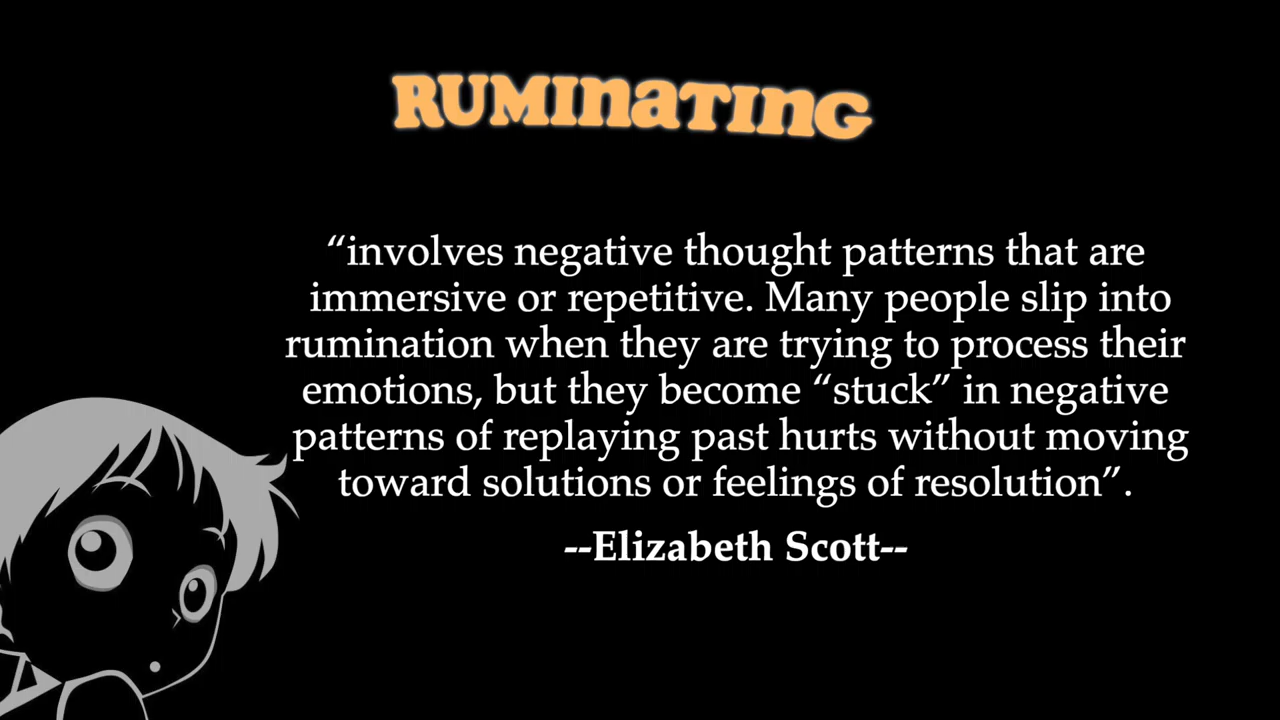 RUMInaTInG
“involves negative thought patterns that are
immersive or repetitive. Many people slip into
rumination when they are trying to process their
emotions, but they become “stuck” in negative
patterns of replaying past hurts without moving
toward solutions or feelings of resolution”.
--Elizabeth Scott--